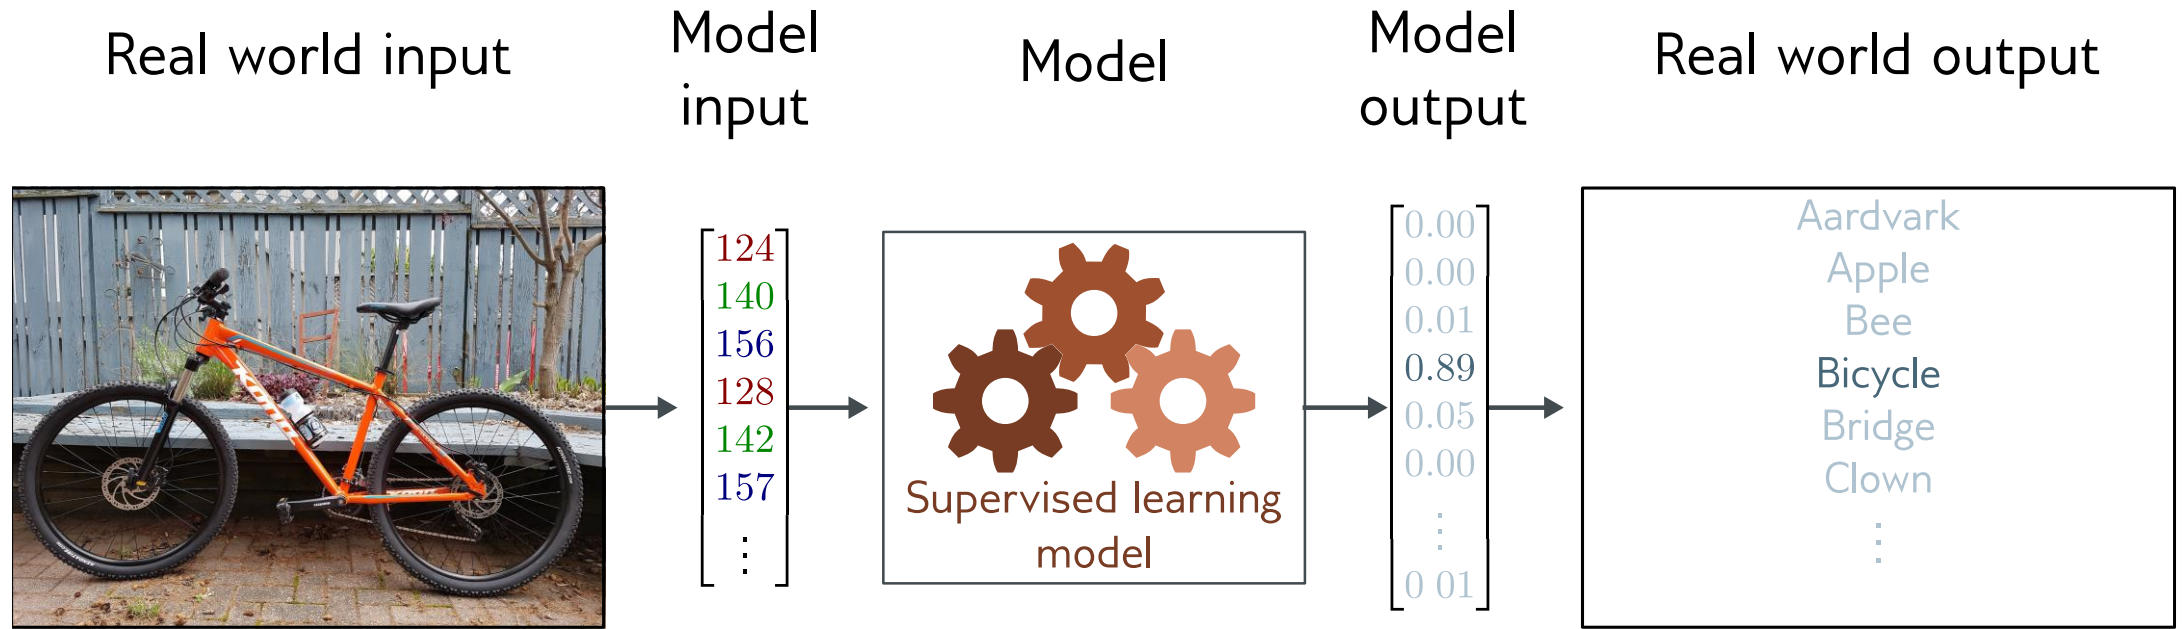 Real world input
Model
input
Model
Model
output
Real world output
KONA
124
140
156
128
142
157
⋮
Supervised learning
model
0.00
0.00
0.01
0.89
0.05
0.00
⋮
0 01
Aardvark
Apple
Bee
Bicycle
Bridge
Clown
⋮